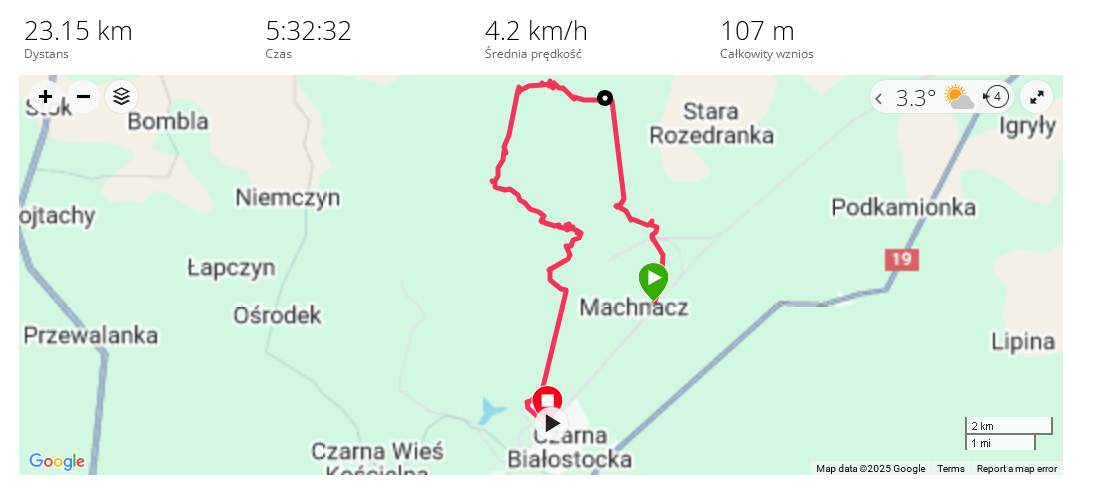 23.15 km
5:32:32
4.2 km/h
107 m
Dystans
Czas
Średnia prędkość
Całkowity wznios
3.3°
4
Stara
Rozedranka
Bombla
Igryły
Niemczyn
ojtachy
Podkamionka
19
Łapczyn
Machnacz
Ośrodek
Przewalanka
Lipina
2 km
1 mi
Czarna
Białostocka
Czarna Wieś
Kościelna
Google
Map data ©2025 Google
Terms
Report a map error